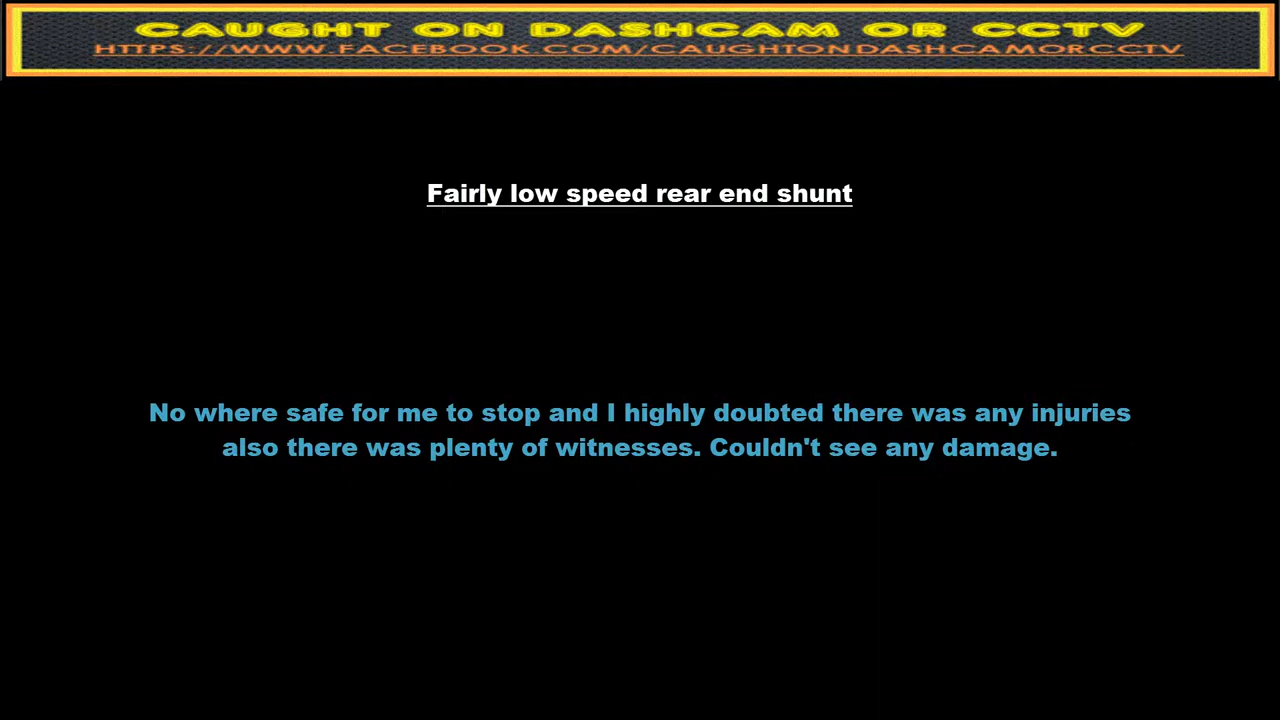 CAUGHT ON DASHCAM OR CCTV
HTTPS://WWW.FACEBOOK.COM/CAUGHTONDASHCAMORCCTV
Fairly low speed rear end shunt
No where safe for me to stop and I highly doubted there was any injuries
also there was plenty of witnesses. Couldn't see any damage.